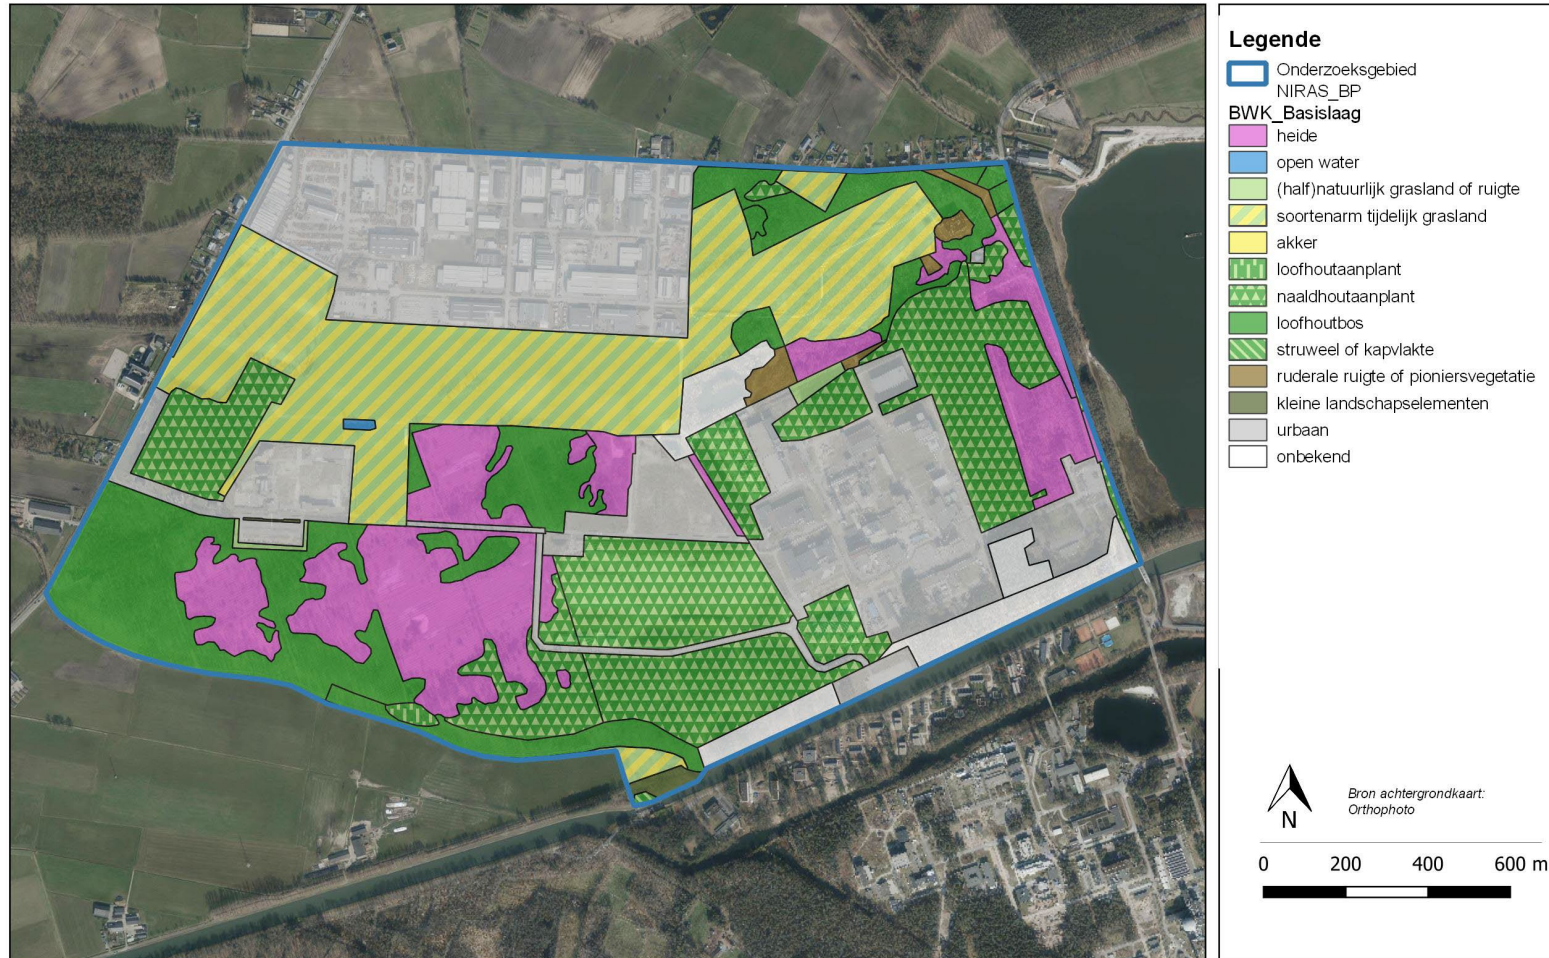 Legende
Onderzoeksgebied
NIRAS_BP
BWK_Basislaag
heide
open water
(half)natuurlijk grasland of ruigte
soortenarm tijdelijk grasland
akker
loofhoutaanplant
naaldhoutaanplant
loofhoutbos
struweel of kapvlakte
ruderale ruigte of pioniersvegetatie
kleine landschapselementen
urbaan
onbekend
N
Bron achtergrondkaart:
Orthophoto
0 200 400 600 m